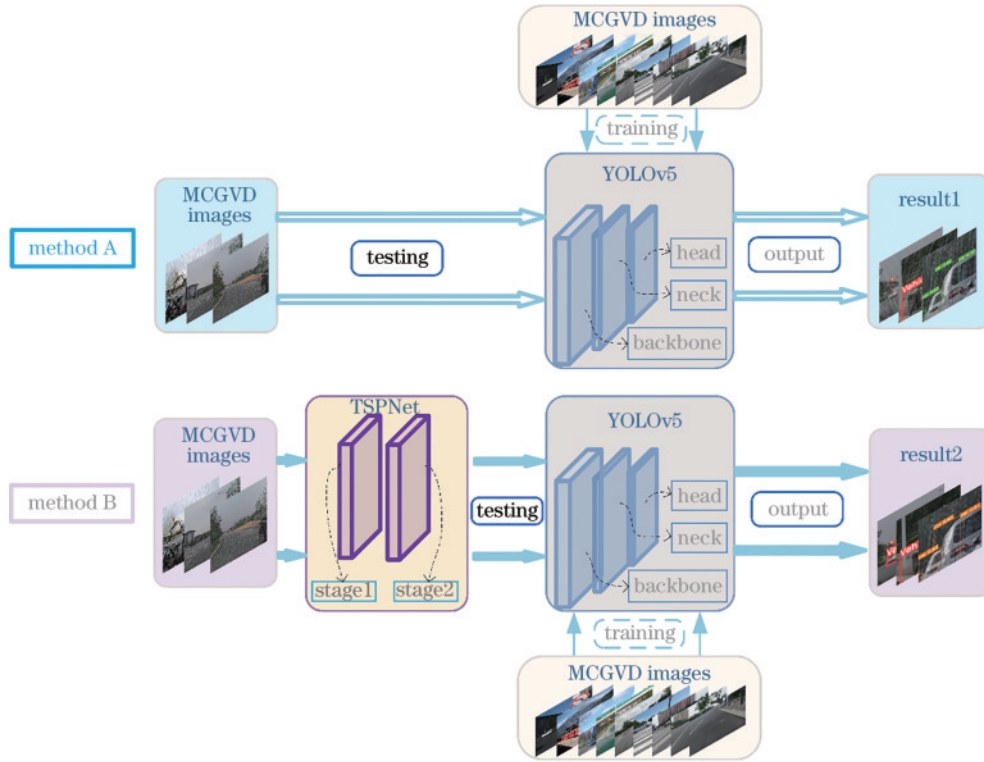 MCGVD images
training
MCGVD
images
YOLOv5
result1
method A
testing
head
output
neck
backbone
TSPNet
MCGVD
images
YOLOv5
result2
method B
testing
head
output
neck
stage1
stage2
backbone
training
MCGVD images